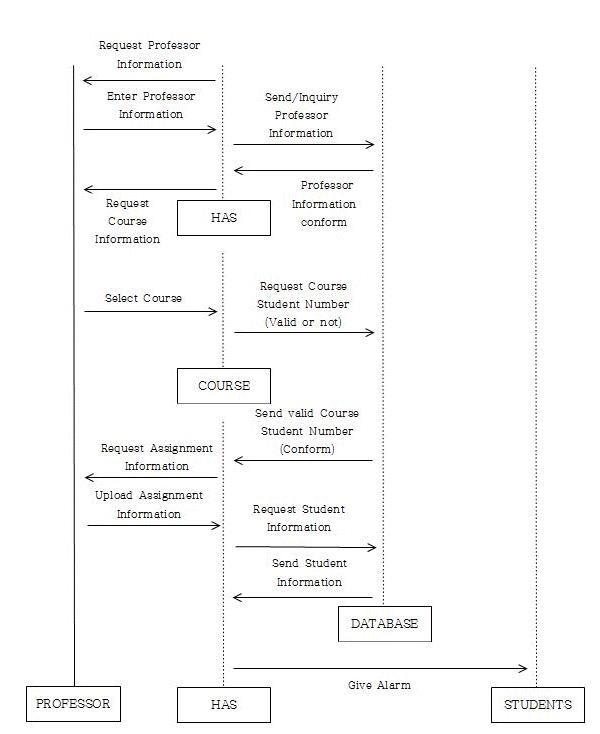 Request Professor
Information
Enter Professor
Information
Send/Inquiry
Professor
Information
Professor
Information
conform
Request
Course
Information
HAS
Select Course
Request Course
Student Number
(Valid or not)
COURSE
Send valid Course
Student Number
(Conform)
Request Assignment
Information
Upload Assignment
Information
Request Student
Information
Send Student
Information
DATABASE
Give Alarm
PROFESSOR
HAS
STUDENTS